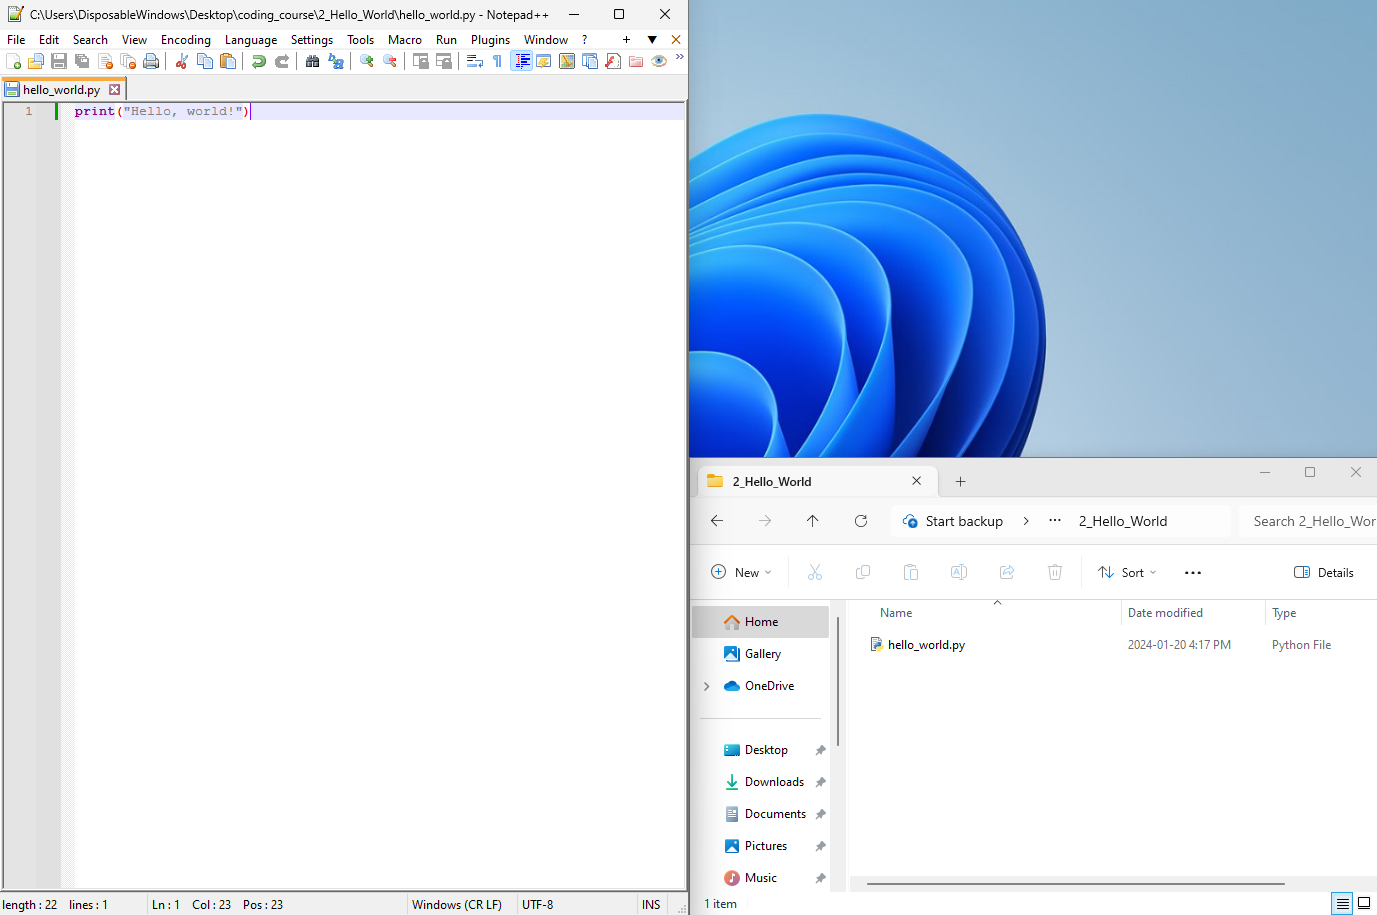 C:\Users\DisposableWindows\Desktop\coding_course\2_Hello_World\hello_world.py - Notepad++
File Edit Search View Encoding Language Settings Tools Macro Run Plugins Window ?
hello_world.py
1 print("Hello, world!")
length : 22 lines : 1 Ln : 1 Col : 23 Pos : 23 Windows (CR LF) UTF-8 INS
2_Hello_World
Start backup 2_Hello_World Search 2_Hello_Wor
New Sort Details
Home
Gallery
OneDrive
Desktop
Downloads
Documents
Pictures
Music
Name Date modified Type
hello_world.py 2024-01-20 4:17 PM Python File
1 item